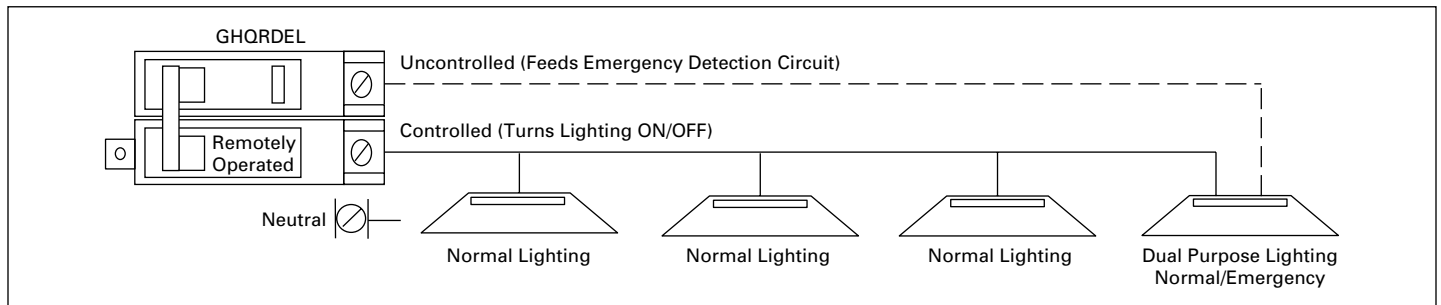 GHQRDEL
Uncontrolled (Feeds Emergency Detection Circuit)
Controlled (Turns Lighting ON/OFF)
Remotely
Operated
Neutral
Normal Lighting
Normal Lighting
Normal Lighting
Dual Purpose Lighting
Normal/Emergency